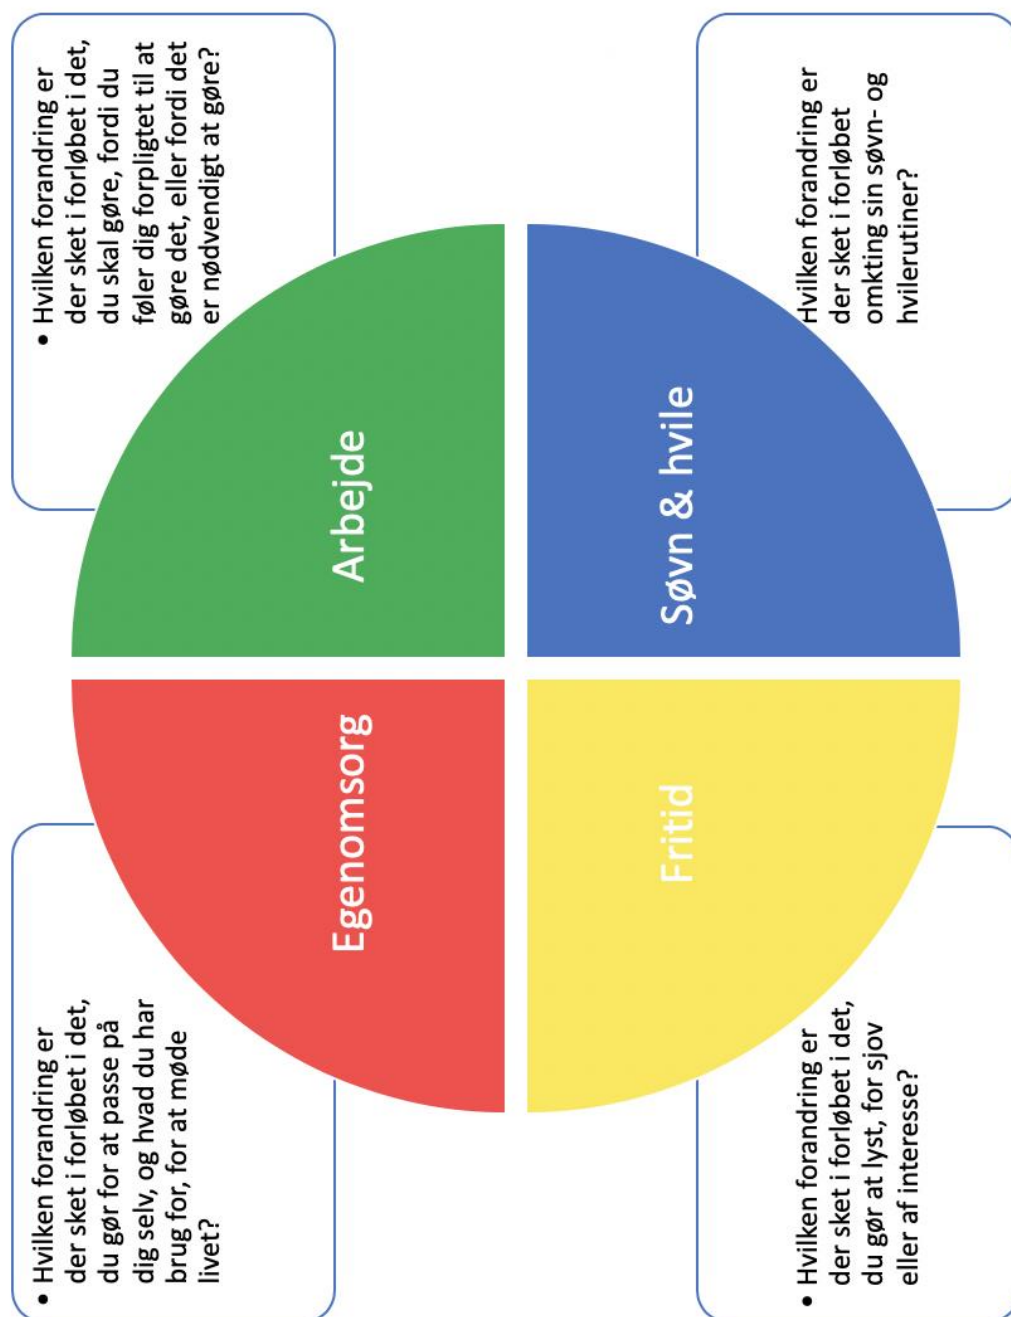 • Hvilken forandring er
der sket i forløbet i det,
du gør for at passe på
dig selv, og hvad du har
brug for, for at møde
livet?
• Hvilken forandring er
der sket i forløbet i det,
du skal gøre, fordi du
føler dig forpligtet til at
gøre det, eller fordi det
er nødvendigt at gøre?
Egenomsorg
Arbejde
Fritid
Søvn & hvile
• Hvilken forandring er
der sket i forløbet i det,
du gør at lyst, for sjov
eller af interesse?
Hvilken forandring er
der sket i forløbet
omkting sin søvn- og
hvilerutiner?